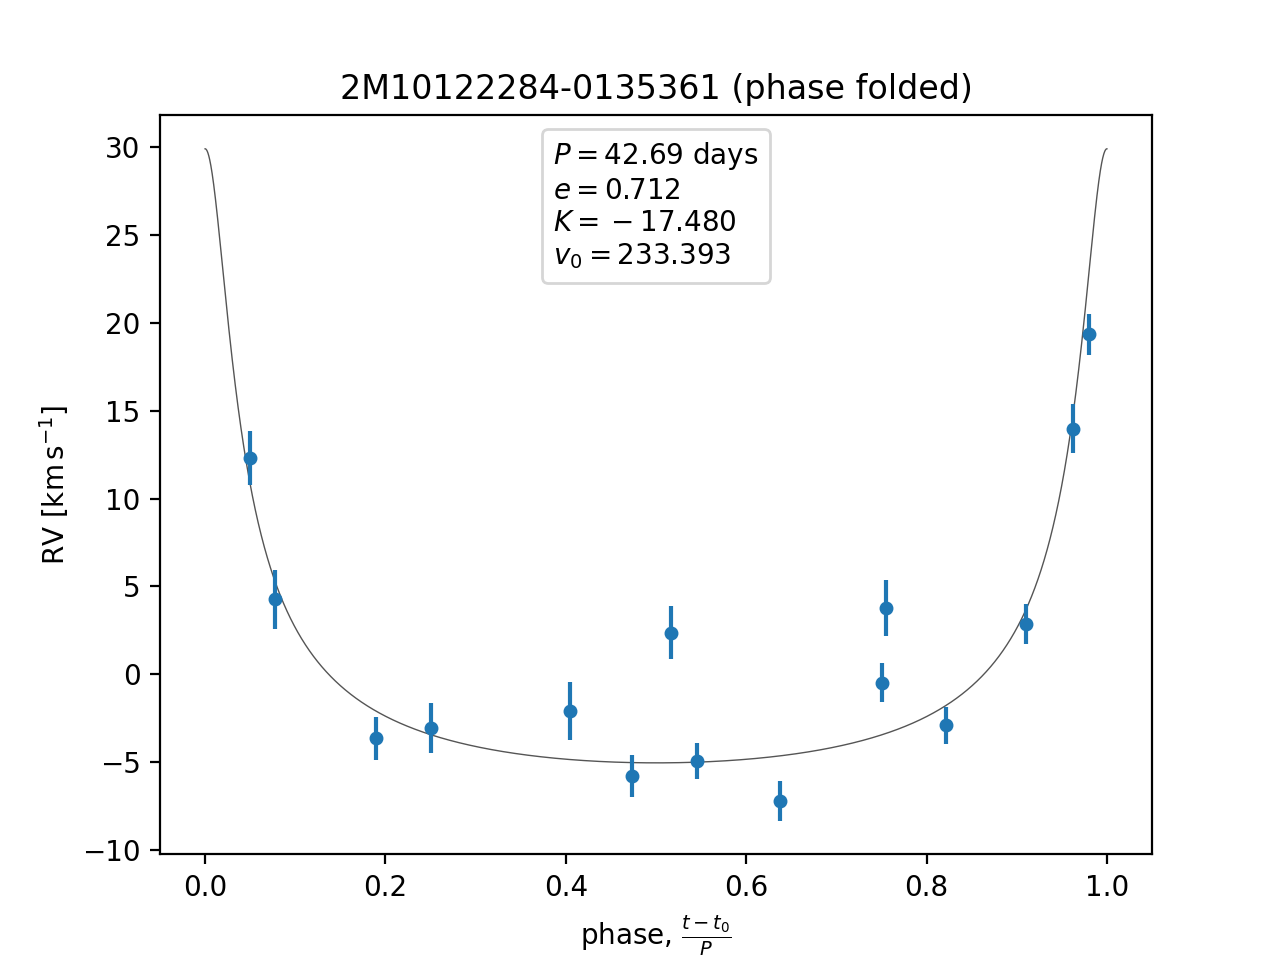 2M10122284-0135361 (phase folded)
P = 42.69 days
e = 0.712
K = −17.480
v₀ = 233.393
RV [km s⁻¹]
30
25
20
15
10
5
0
−5
−10
0.0 0.2 0.4 0.6 0.8 1.0
phase, (t − t₀)/P